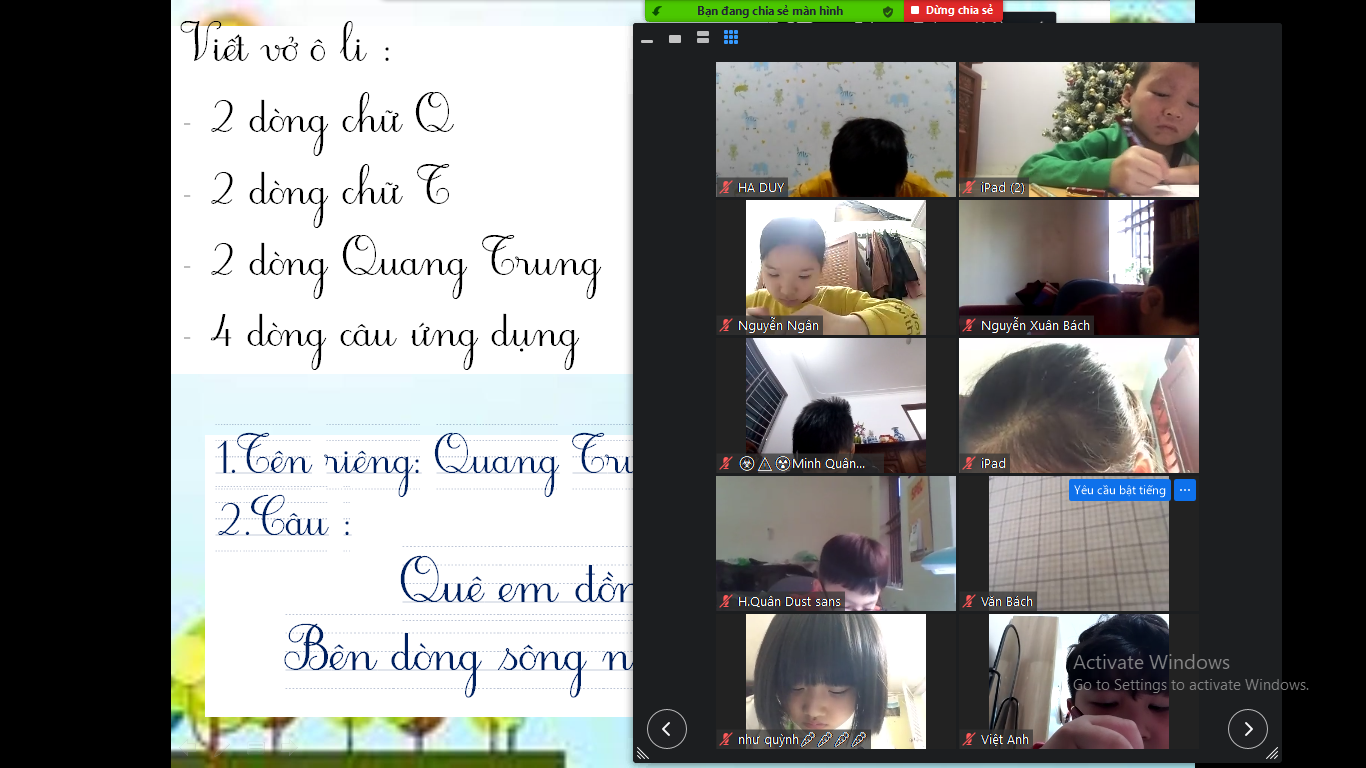 Bạn đang chia sẻ màn hình
Dừng chia sẻ
Viết vở ô li :
- 2 dòng chữ Q
- 2 dòng chữ T
- 2 dòng Quang Trung
- 4 dòng câu ứng dụng
1.Tên riêng: Quang Tru
2.Câu :
Quê em đồn
Bên dòng sông n
HA DUY
iPad (2)
Nguyễn Ngân
Nguyễn Xuân Bách
Minh Quân...
iPad
Yêu cầu bật tiếng
...
H.Quân Dust sans
Văn Bách
như quỳnh
Việt Anh
Activate Windows
Go to Settings to activate Windows.